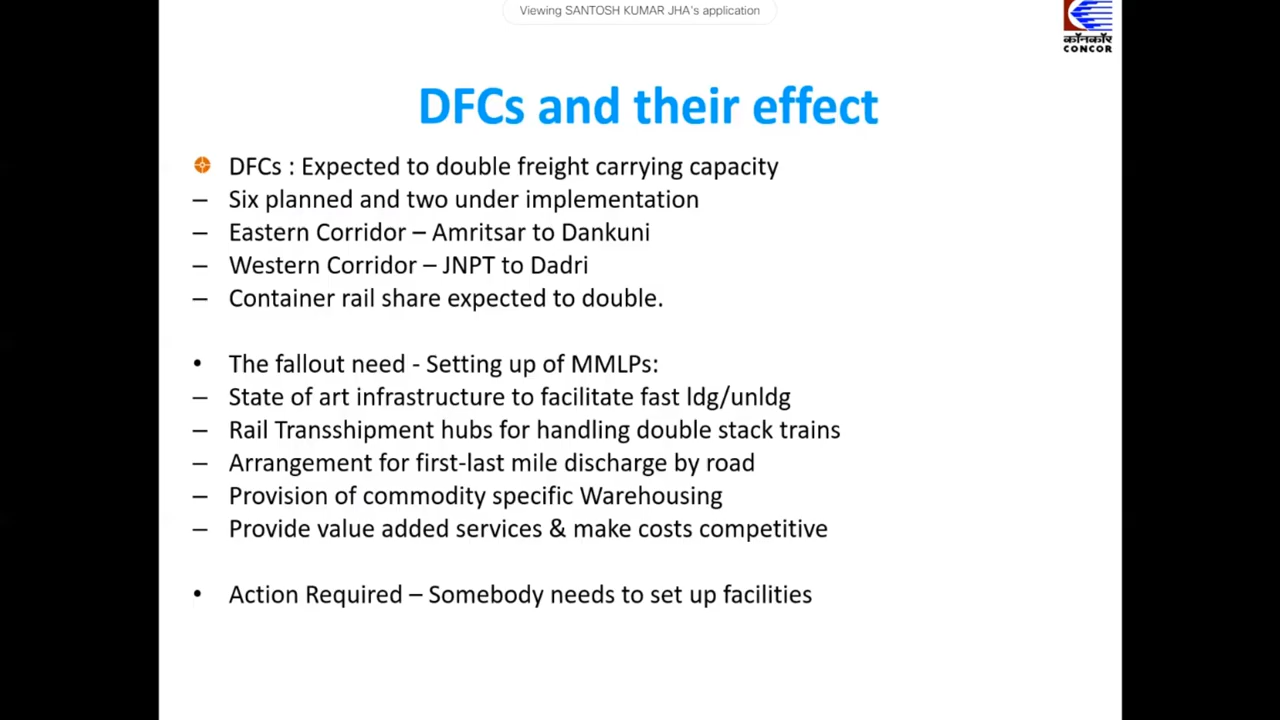 Viewing SANTOSH KUMAR JHA's application
कॉनकॉर
CONCOR
DFCs and their effect
DFCs : Expected to double freight carrying capacity
– Six planned and two under implementation
– Eastern Corridor – Amritsar to Dankuni
– Western Corridor – JNPT to Dadri
– Container rail share expected to double.
• The fallout need - Setting up of MMLPs:
– State of art infrastructure to facilitate fast ldg/unldg
– Rail Transshipment hubs for handling double stack trains
– Arrangement for first-last mile discharge by road
– Provision of commodity specific Warehousing
– Provide value added services & make costs competitive
• Action Required – Somebody needs to set up facilities